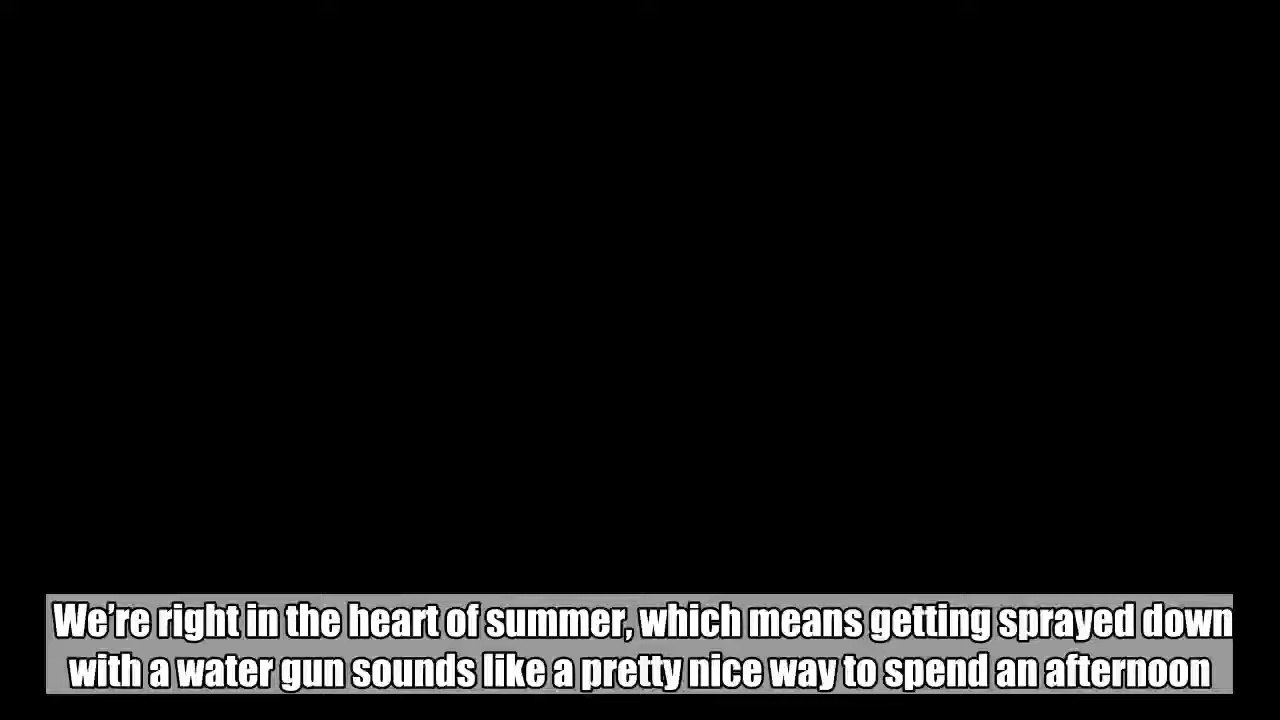 We're right in the heart of summer, which means getting sprayed down
with a water gun sounds like a pretty nice way to spend an afternoon